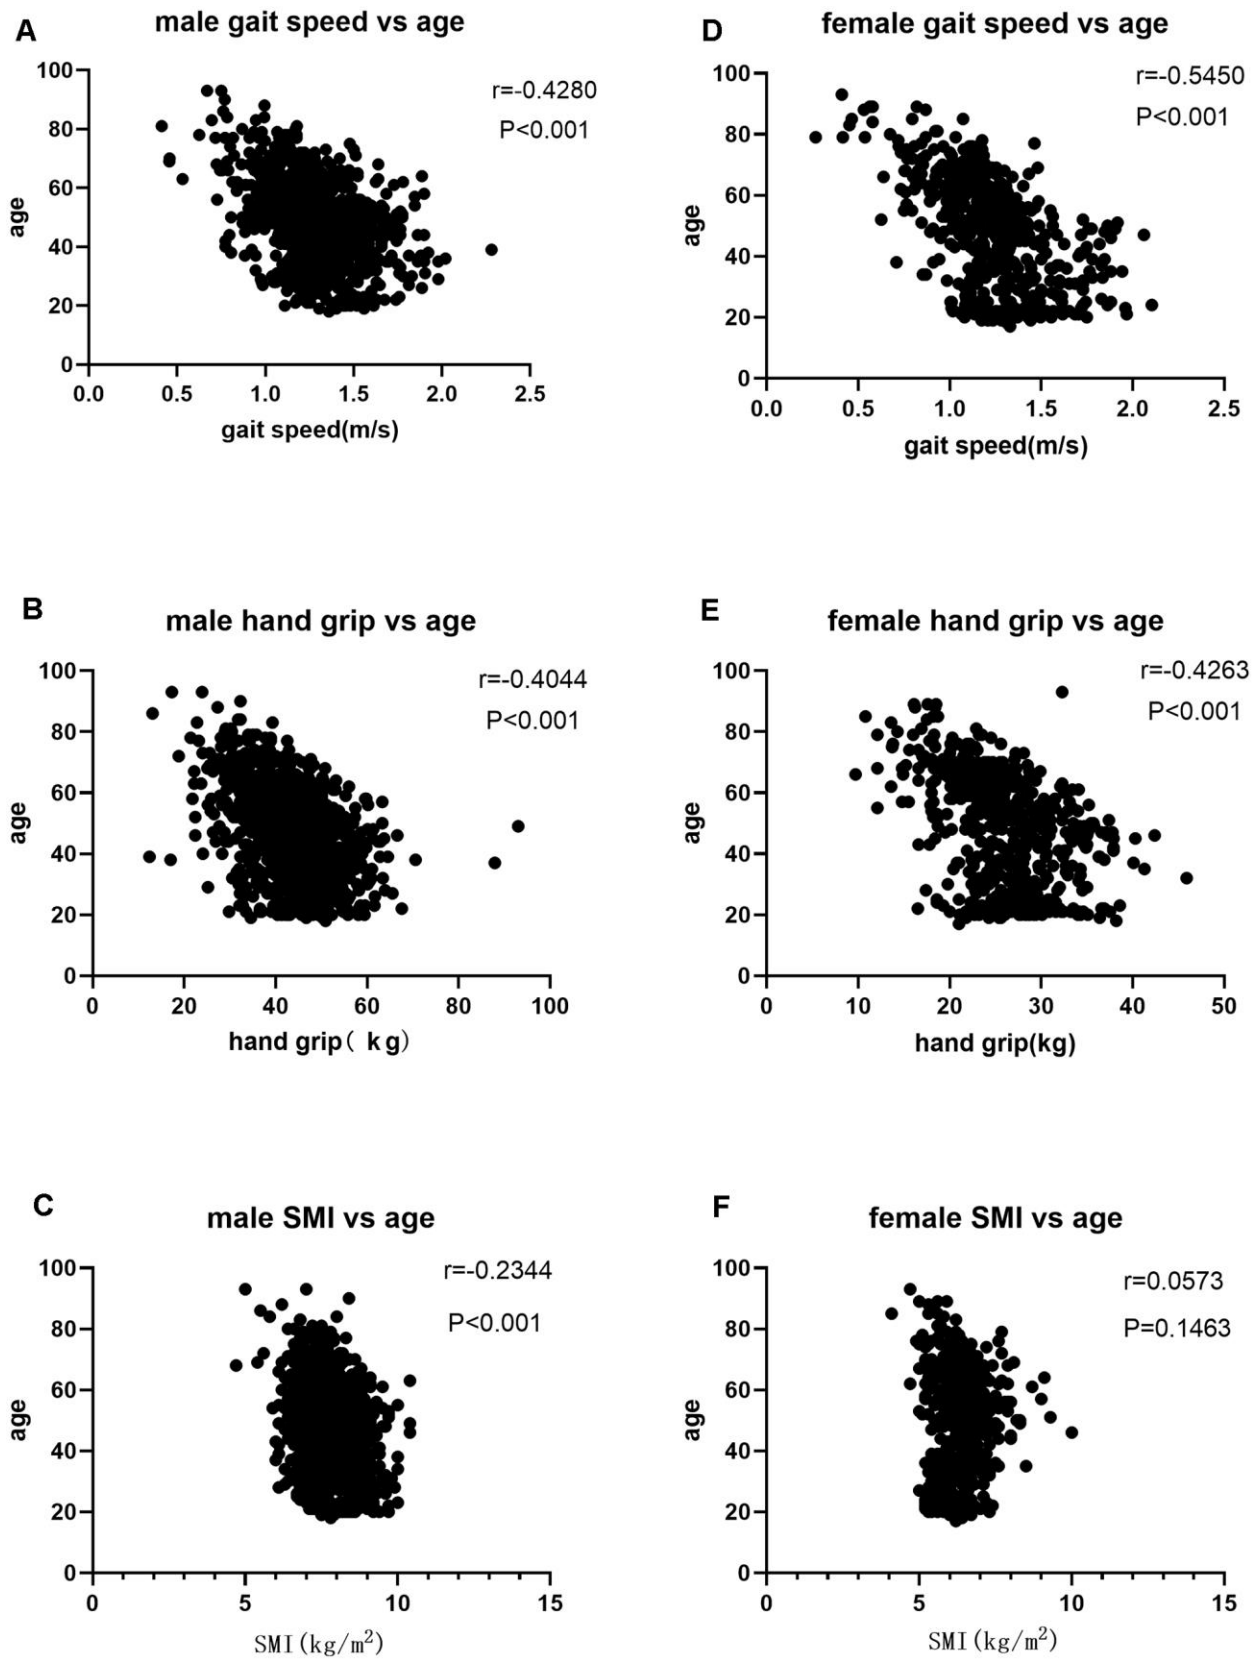 A
male gait speed vs age
r=-0.4280
P<0.001
100
80
60
40
20
0
age
0.0 0.5 1.0 1.5 2.0 2.5
gait speed(m/s)
D
female gait speed vs age
r=-0.5450
P<0.001
100
80
60
40
20
0
age
0.0 0.5 1.0 1.5 2.0 2.5
gait speed(m/s)
B
male hand grip vs age
r=-0.4044
P<0.001
100
80
60
40
20
0
age
0 20 40 60 80 100
hand grip（ kg）
E
female hand grip vs age
r=-0.4263
P<0.001
100
80
60
40
20
0
age
0 10 20 30 40 50
hand grip(kg)
C
male SMI vs age
r=-0.2344
P<0.001
100
80
60
40
20
0
age
0 5 10 15
SMI(kg/m²)
F
female SMI vs age
r=0.0573
P=0.1463
100
80
60
40
20
0
age
0 5 10 15
SMI(kg/m²)